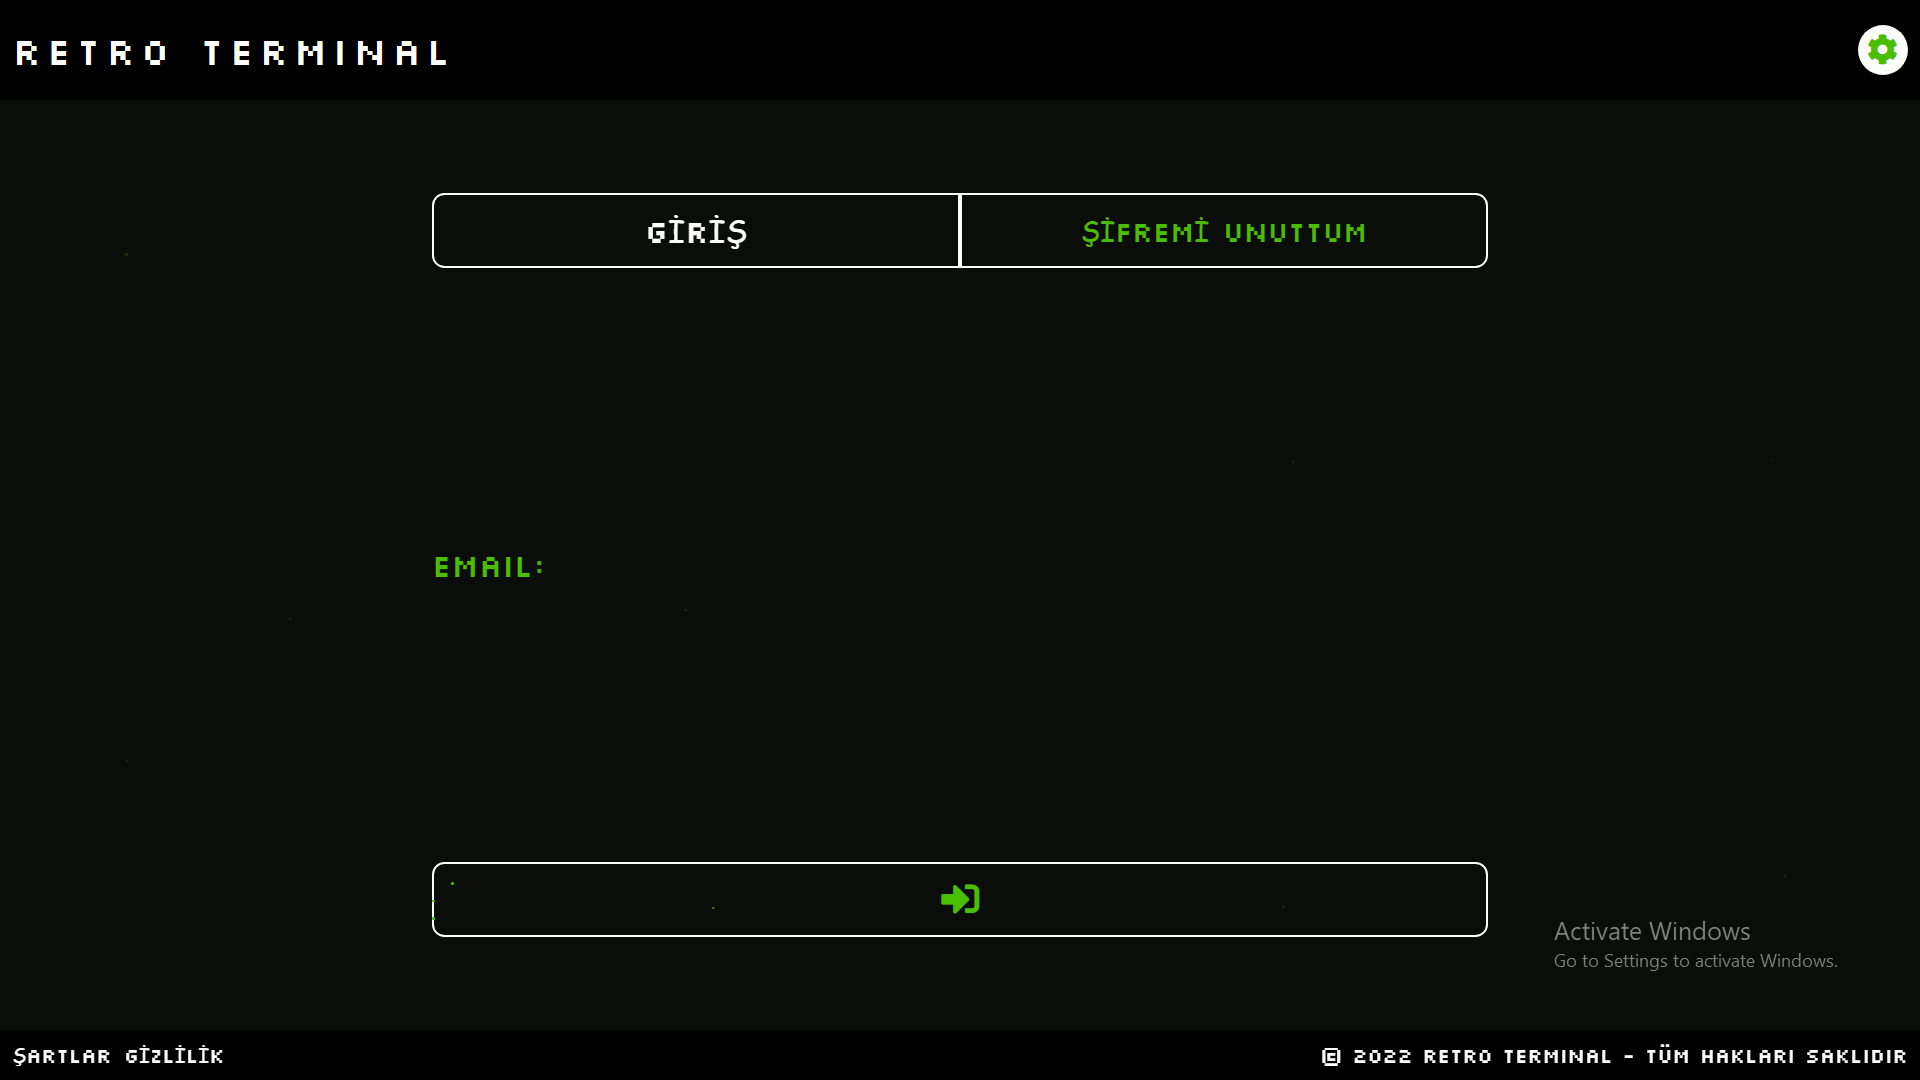 RETRO TERMINAL
GİRİŞ
ŞİFREMİ UNUTTUM
EMAIL:
Activate Windows
Go to Settings to activate Windows.
ŞARTLAR GİZLİLİK
© 2022 RETRO TERMINAL - TÜM HAKLARI SAKLIDIR